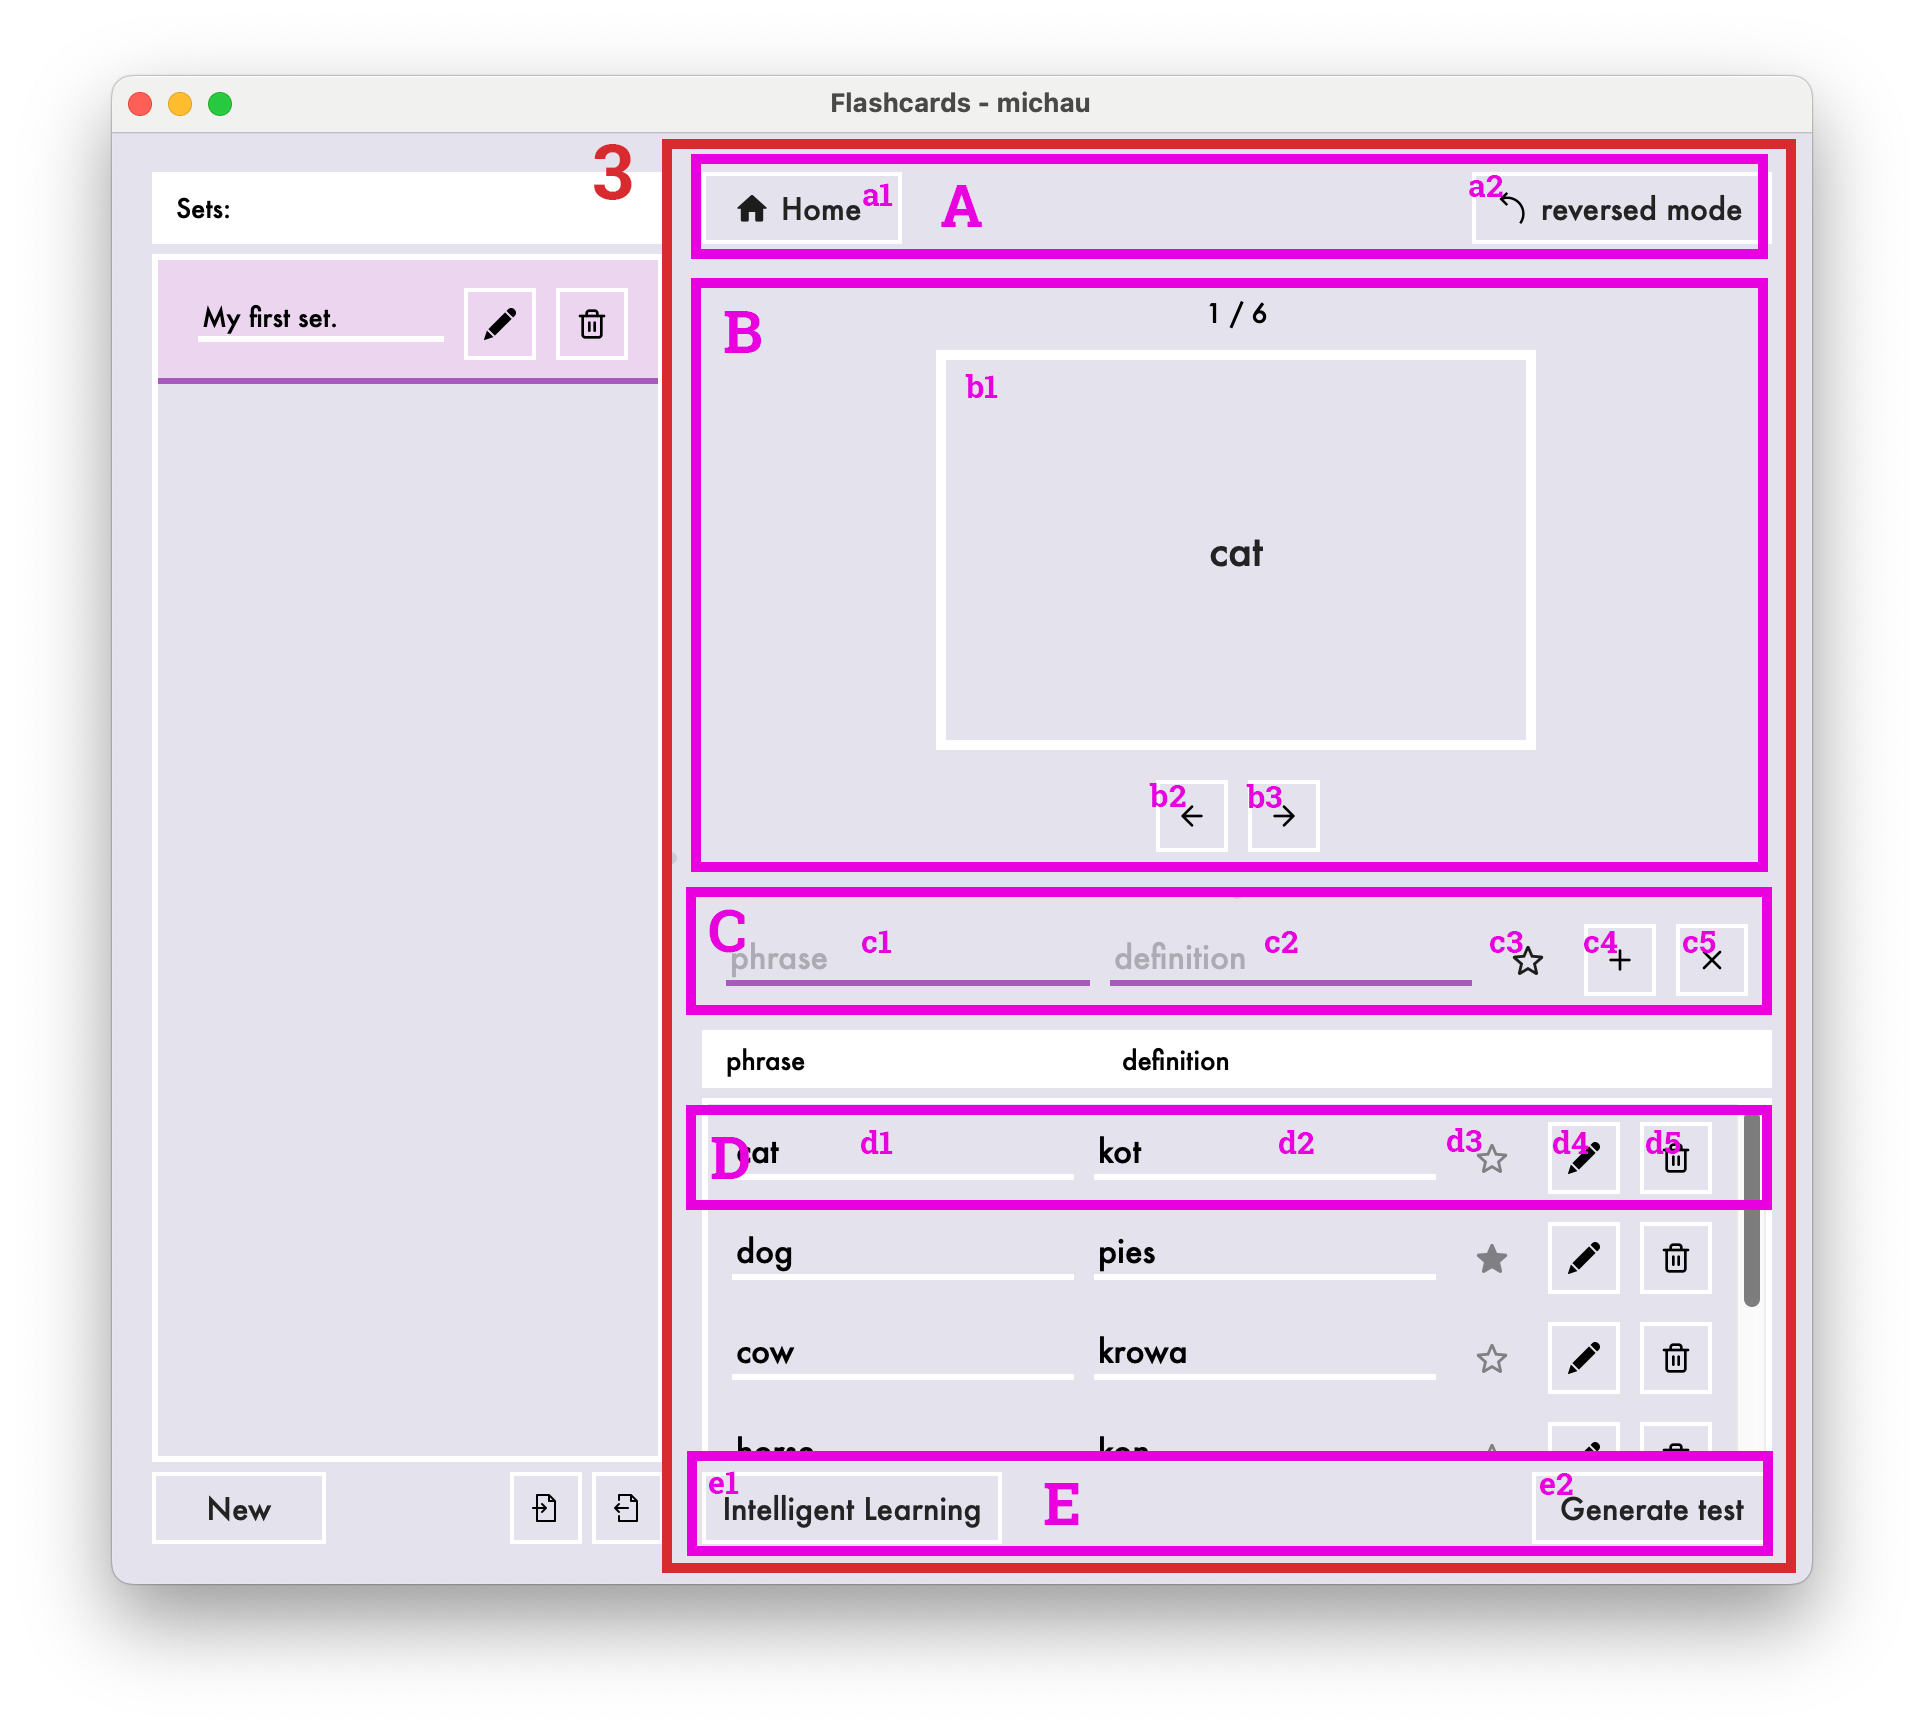 Flashcards - michau
3
Sets:
Home
a1
A
a2
reversed mode
My first set.
B
1 / 6
b1
cat
b2
b3
C
phrase
c1
definition
c2
c3
c4
c5
phrase
definition
D
cat
d1
kot
d2
d3
d4
d5
dog
pies
cow
krowa
horse
New
e1
Intelligent Learning
E
e2
Generate test